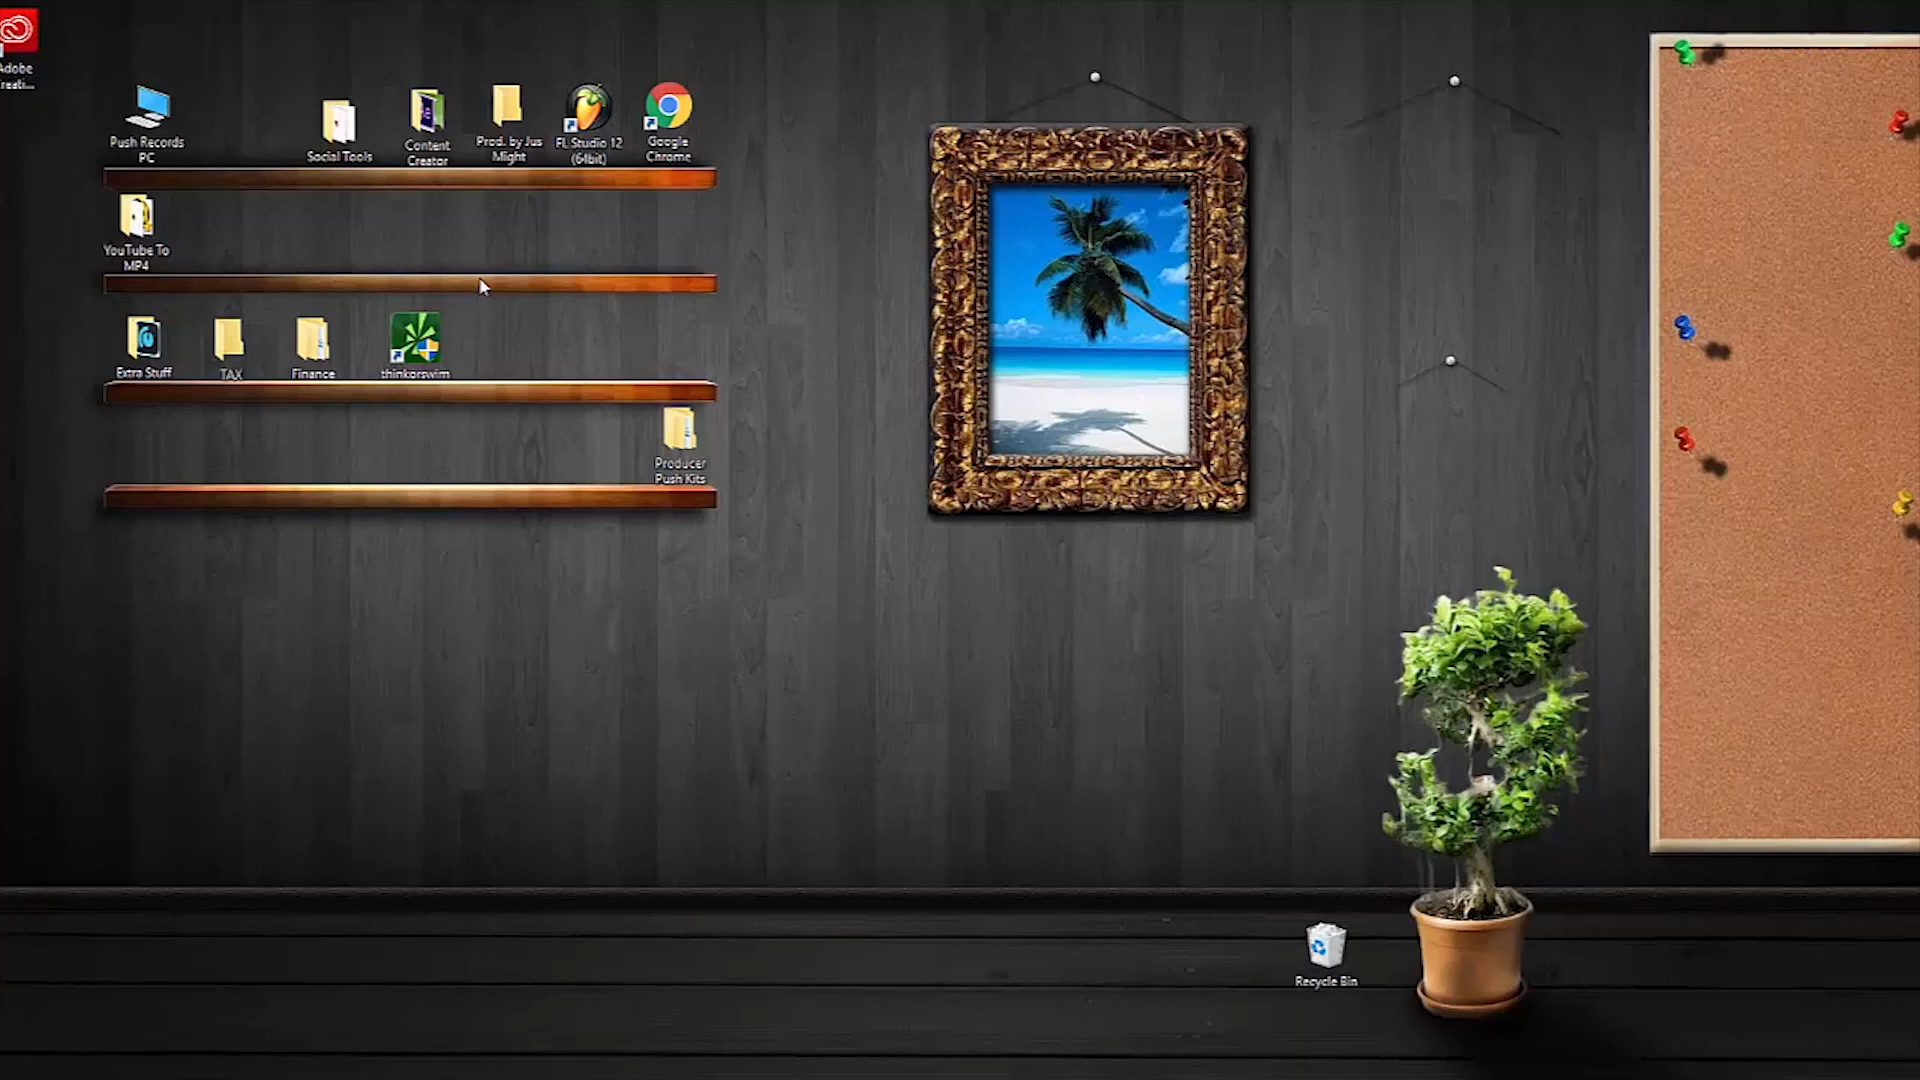 Adobe
Creati...
Push Records
PC
Social Tools
Content
Creator
Prod. by Jus
Might
FL Studio 12
(64bit)
Google
Chrome
YouTube To
MP4
Extra Stuff
TAX
Finance
thinkorswim
Producer
Push Kits
Recycle Bin